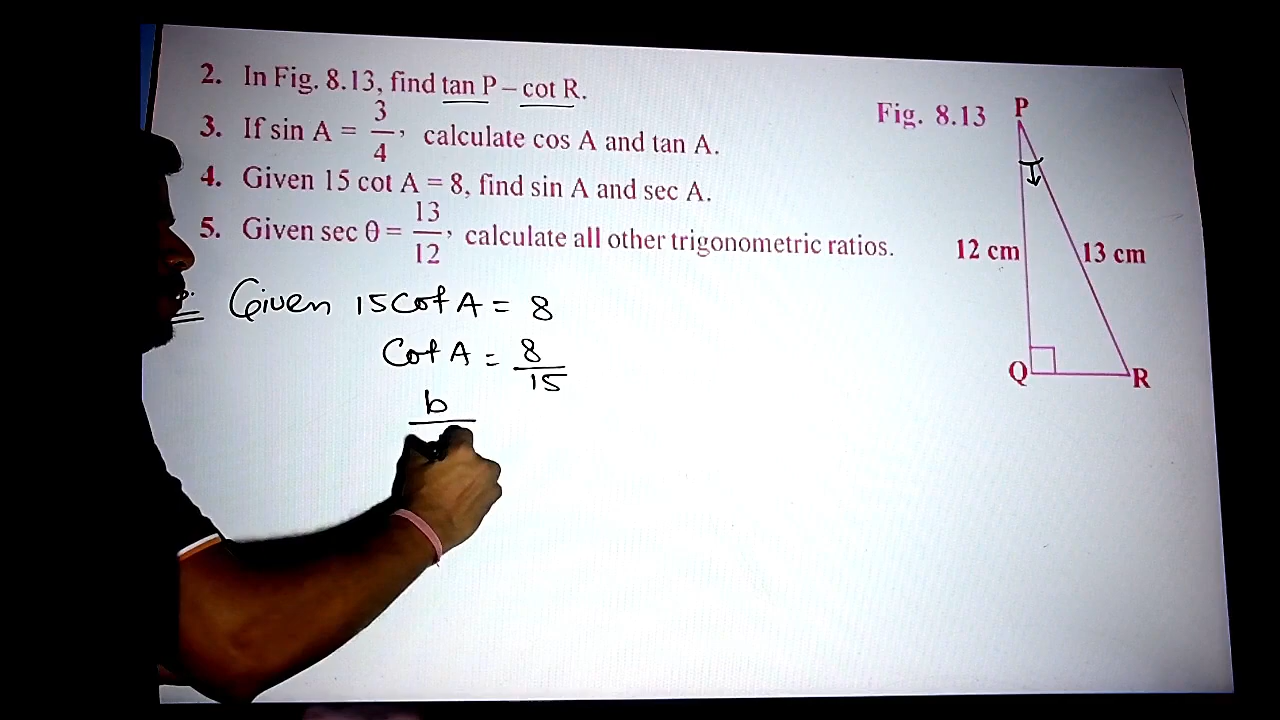 2. In Fig. 8.13, find tan P – cot R.
3. If sin A = 3/4, calculate cos A and tan A.
4. Given 15 cot A = 8, find sin A and sec A.
5. Given sec θ = 13/12, calculate all other trigonometric ratios.
Fig. 8.13
P
12 cm
13 cm
Q
R
Given 15 Cot A = 8
Cot A = 8/15
b